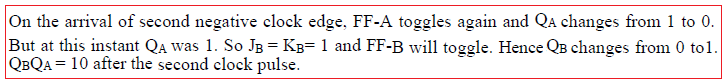 On the arrival of second negative clock edge, FF-A toggles again and QA changes from 1 to 0.
But at this instant QA was 1. So JB = KB= 1 and FF-B will toggle. Hence QB changes from 0 to1.
QBQA = 10 after the second clock pulse.